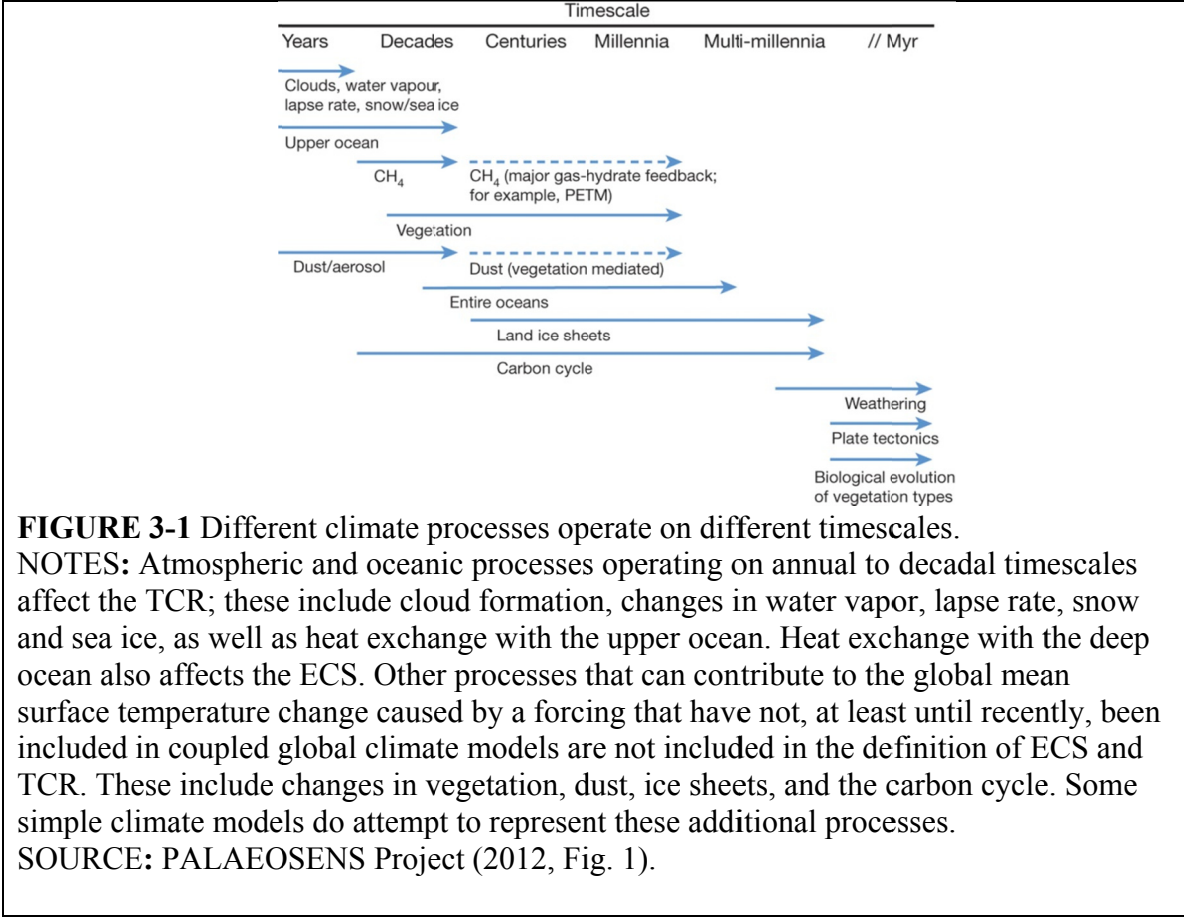 Timescale
Years Decades Centuries Millennia Multi-millennia // Myr
Clouds, water vapour,
lapse rate, snow/sea ice
Upper ocean
CH4
CH4 (major gas-hydrate feedback;
for example, PETM)
Vegetation
Dust/aerosol
Dust (vegetation mediated)
Entire oceans
Land ice sheets
Carbon cycle
Weathering
Plate tectonics
Biological evolution
of vegetation types
FIGURE 3-1 Different climate processes operate on different timescales.
NOTES: Atmospheric and oceanic processes operating on annual to decadal timescales
affect the TCR; these include cloud formation, changes in water vapor, lapse rate, snow
and sea ice, as well as heat exchange with the upper ocean. Heat exchange with the deep
ocean also affects the ECS. Other processes that can contribute to the global mean
surface temperature change caused by a forcing that have not, at least until recently, been
included in coupled global climate models are not included in the definition of ECS and
TCR. These include changes in vegetation, dust, ice sheets, and the carbon cycle. Some
simple climate models do attempt to represent these additional processes.
SOURCE: PALAEOSENS Project (2012, Fig. 1).